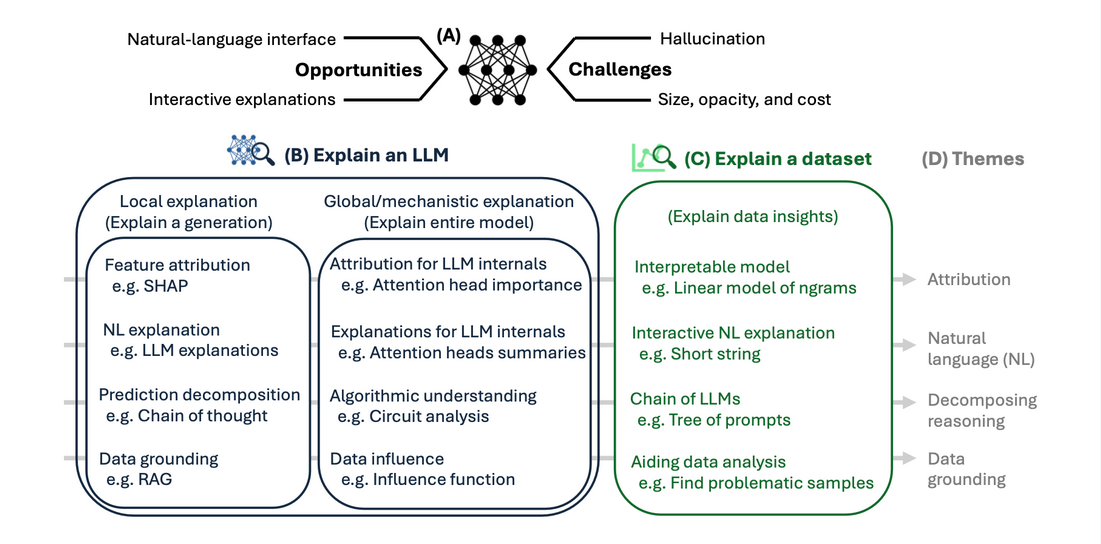 (A)
Natural-language interface
Opportunities
Interactive explanations
Hallucination
Challenges
Size, opacity, and cost
(B) Explain an LLM
Local explanation
(Explain a generation)
Feature attribution
e.g. SHAP
NL explanation
e.g. LLM explanations
Prediction decomposition
e.g. Chain of thought
Data grounding
e.g. RAG
Global/mechanistic explanation
(Explain entire model)
Attribution for LLM internals
e.g. Attention head importance
Explanations for LLM internals
e.g. Attention heads summaries
Algorithmic understanding
e.g. Circuit analysis
Data influence
e.g. Influence function
(C) Explain a dataset
(Explain data insights)
Interpretable model
e.g. Linear model of ngrams
Interactive NL explanation
e.g. Short string
Chain of LLMs
e.g. Tree of prompts
Aiding data analysis
e.g. Find problematic samples
(D) Themes
Attribution
Natural
language (NL)
Decomposing
reasoning
Data
grounding